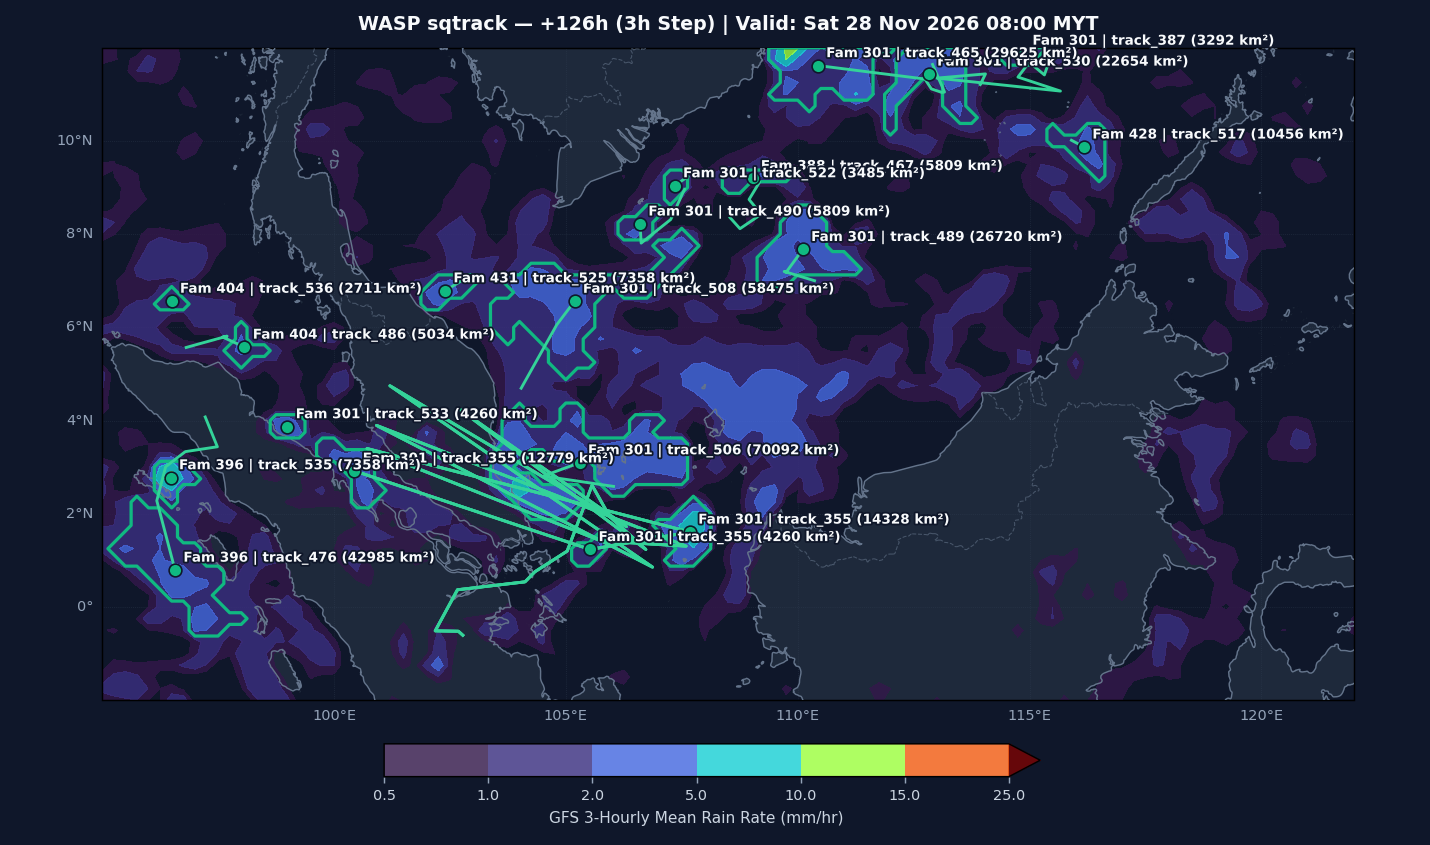 WASP sqtrack — +126h (3h Step) | Valid: Sat 28 Nov 2026 08:00 MYT
Fam 301 | track_387 (3292 km²)
Fam 301 | track_465 (29625 km²)
Fam 301 | track_530 (22654 km²)
Fam 428 | track_517 (10456 km²)
10°N
Fam 388 | track_467 (5809 km²)
Fam 301 | track_522 (3485 km²)
Fam 301 | track_490 (5809 km²)
8°N
Fam 301 | track_489 (26720 km²)
Fam 431 | track_525 (7358 km²)
Fam 404 | track_536 (2711 km²)
Fam 301 | track_508 (58475 km²)
6°N
Fam 404 | track_486 (5034 km²)
4°N
Fam 301 | track_533 (4260 km²)
Fam 301 | track_506 (70092 km²)
Fam 301 | track_355 (12779 km²)
Fam 396 | track_535 (7358 km²)
2°N
Fam 301 | track_355 (14328 km²)
Fam 301 | track_355 (4260 km²)
Fam 396 | track_476 (42985 km²)
0°
100°E 105°E 110°E 115°E 120°E
0.5 1.0 2.0 5.0 10.0 15.0 25.0
GFS 3-Hourly Mean Rain Rate (mm/hr)